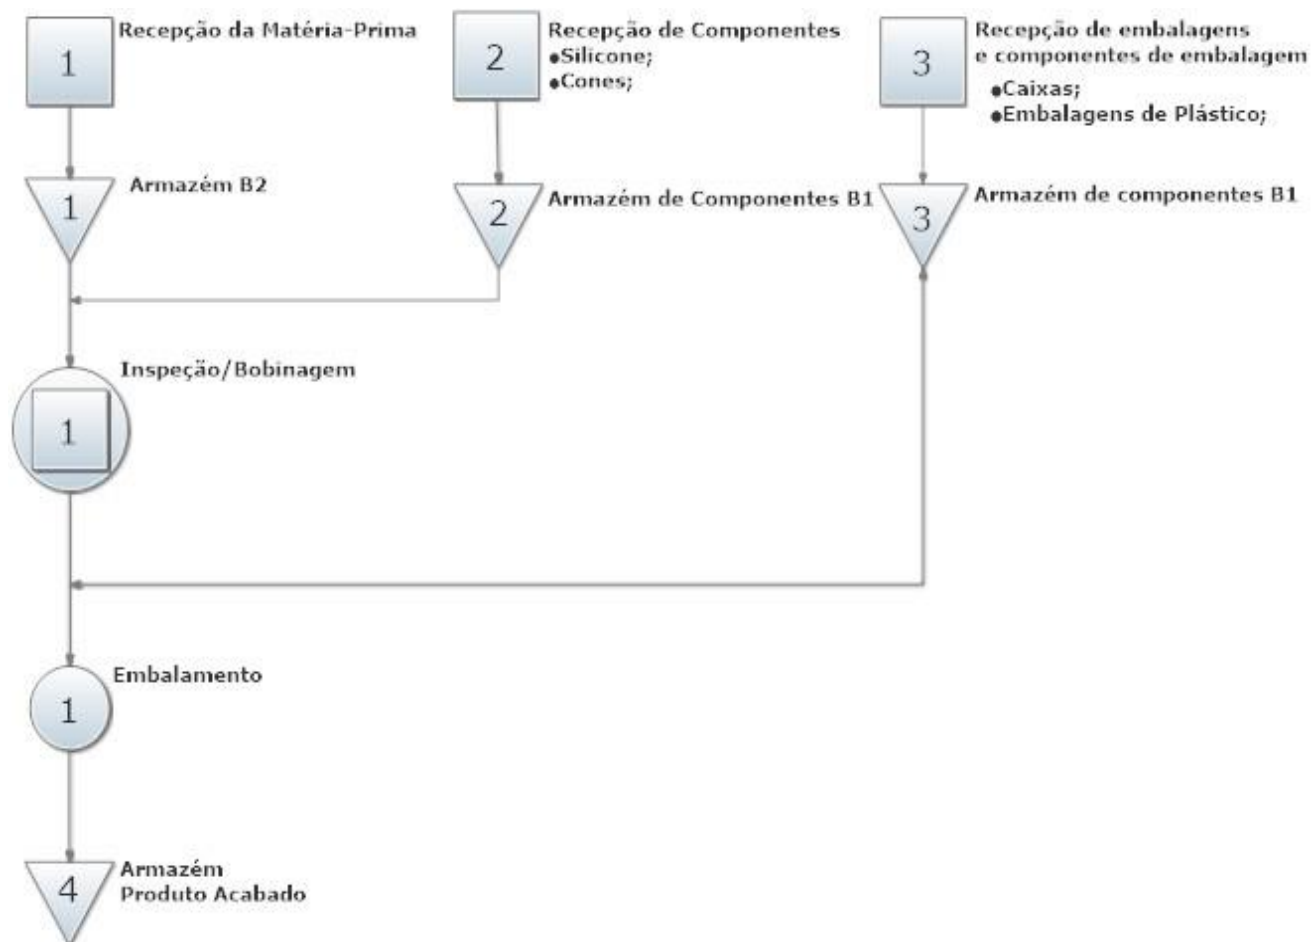 1
Recepção da Matéria-Prima
2
Recepção de Componentes
●Silicone;
●Cones;
3
Recepção de embalagens
e componentes de embalagem
●Caixas;
●Embalagens de Plástico;
1
Armazém B2
2
Armazém de Componentes B1
3
Armazém de componentes B1
Inspeção/Bobinagem
1
Embalamento
1
4
Armazém
Produto Acabado